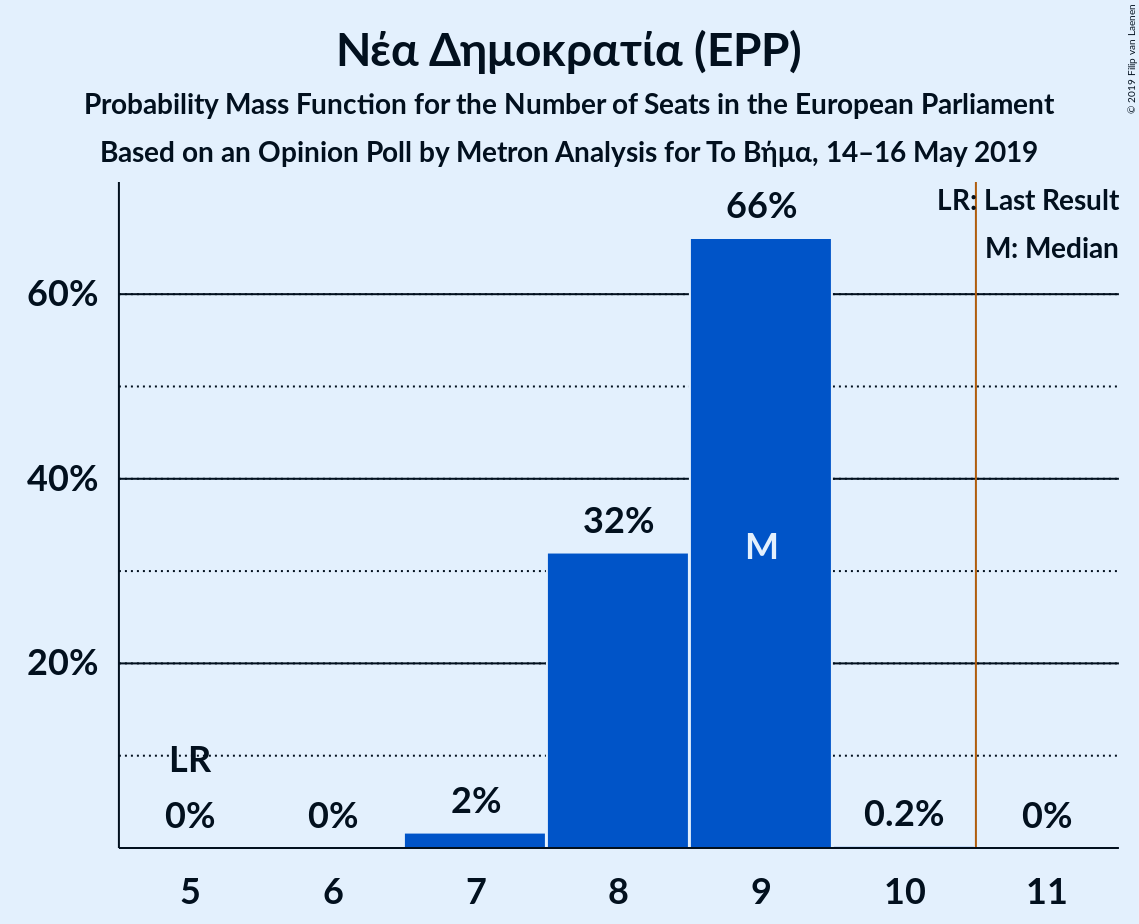 Νέα Δημοκρατία (EPP)
Probability Mass Function for the Number of Seats in the European Parliament
Based on an Opinion Poll by Metron Analysis for Το Βήμα, 14–16 May 2019
© 2019 Filip van Laenen
LR: Last Result
M: Median
66%
60%
M
40%
32%
20%
LR
0%
0%
2%
0.2%
0%
5
6
7
8
9
10
11